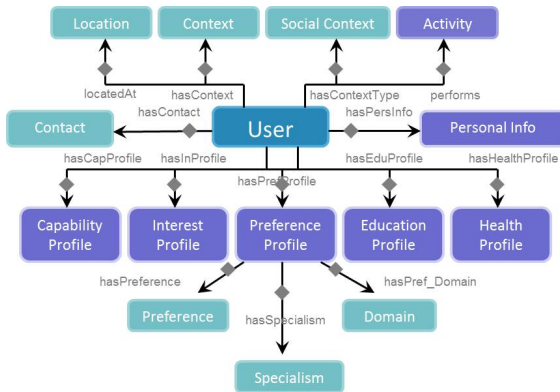 Location
Context
Social Context
Activity
locatedAt
hasContext
hasContextType
performs
hasContact
hasPersInfo
Contact
User
Personal Info
hasCapProfile
hasInProfile
hasPrefProfile
hasEduProfile
hasHealthProfile
Capability
Profile
Interest
Profile
Preference
Profile
Education
Profile
Health
Profile
hasPreference
hasPref_Domain
Preference
hasSpecialism
Domain
Specialism